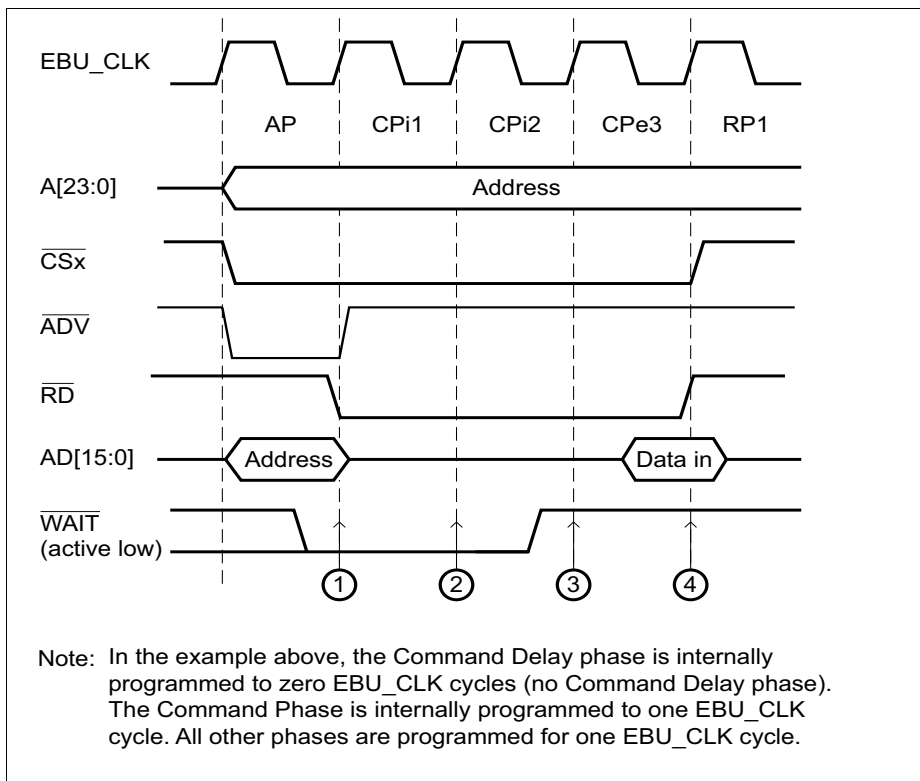 EBU_CLK
AP CPi1 CPi2 CPe3 RP1
A[23:0] Address
CSx
ADV
RD
AD[15:0] Address Data in
WAIT
(active low)
1 2 3 4
Note: In the example above, the Command Delay phase is internally
programmed to zero EBU_CLK cycles (no Command Delay phase).
The Command Phase is internally programmed to one EBU_CLK
cycle. All other phases are programmed for one EBU_CLK cycle.